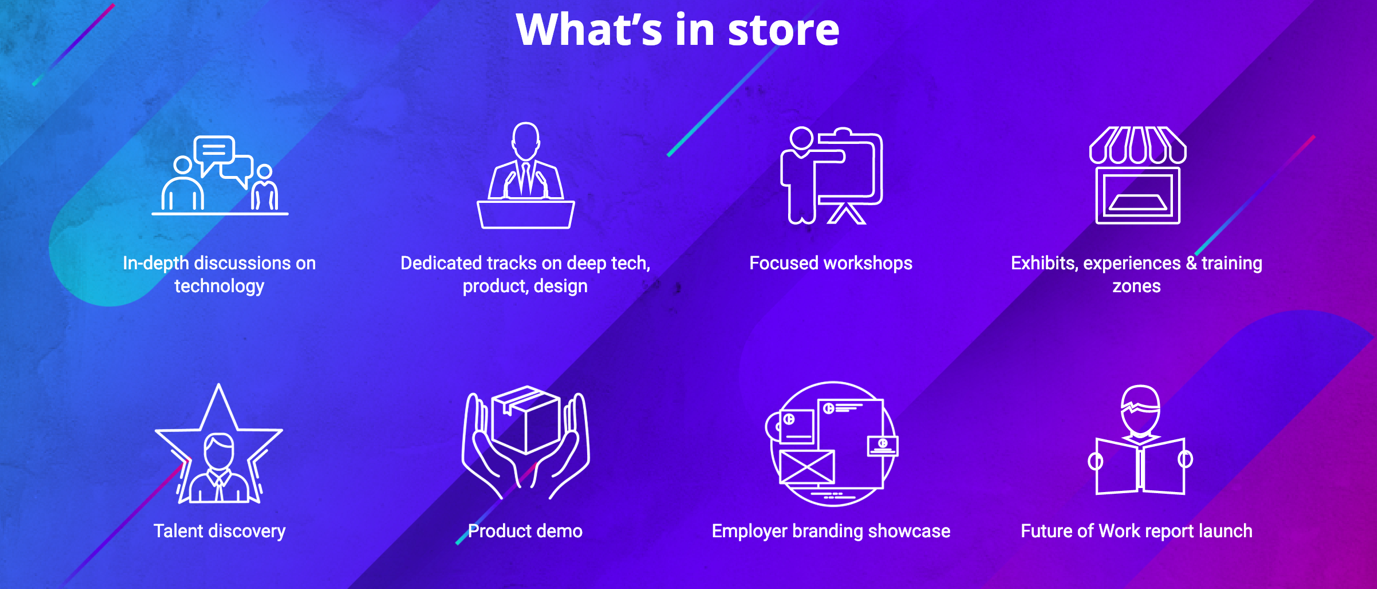 What’s in store
In-depth discussions on
technology
Dedicated tracks on deep tech,
product, design
Focused workshops
Exhibits, experiences & training
zones
Talent discovery
Product demo
Employer branding showcase
Future of Work report launch